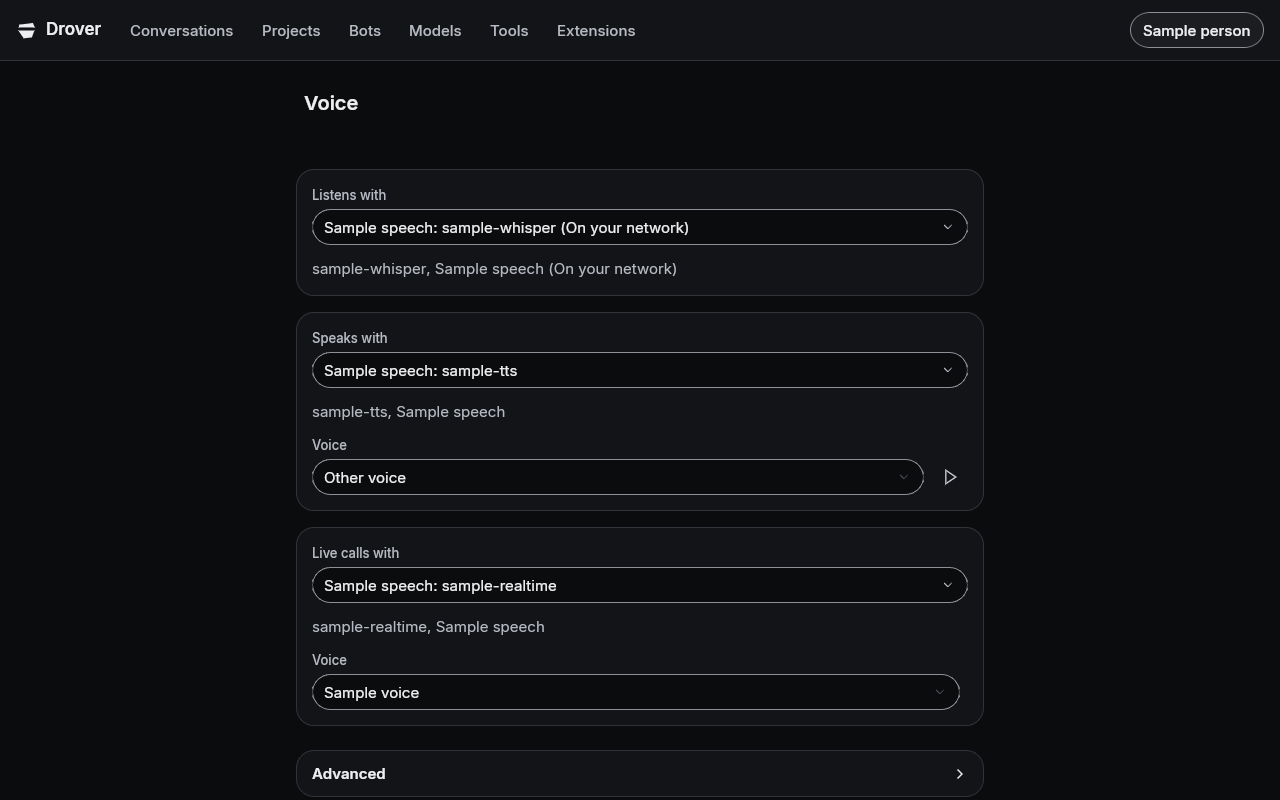 Drover
Conversations
Projects
Bots
Models
Tools
Extensions
Sample person
Voice
Listens with
Sample speech: sample-whisper (On your network)
sample-whisper, Sample speech (On your network)
Speaks with
Sample speech: sample-tts
sample-tts, Sample speech
Voice
Other voice
Live calls with
Sample speech: sample-realtime
sample-realtime, Sample speech
Voice
Sample voice
Advanced